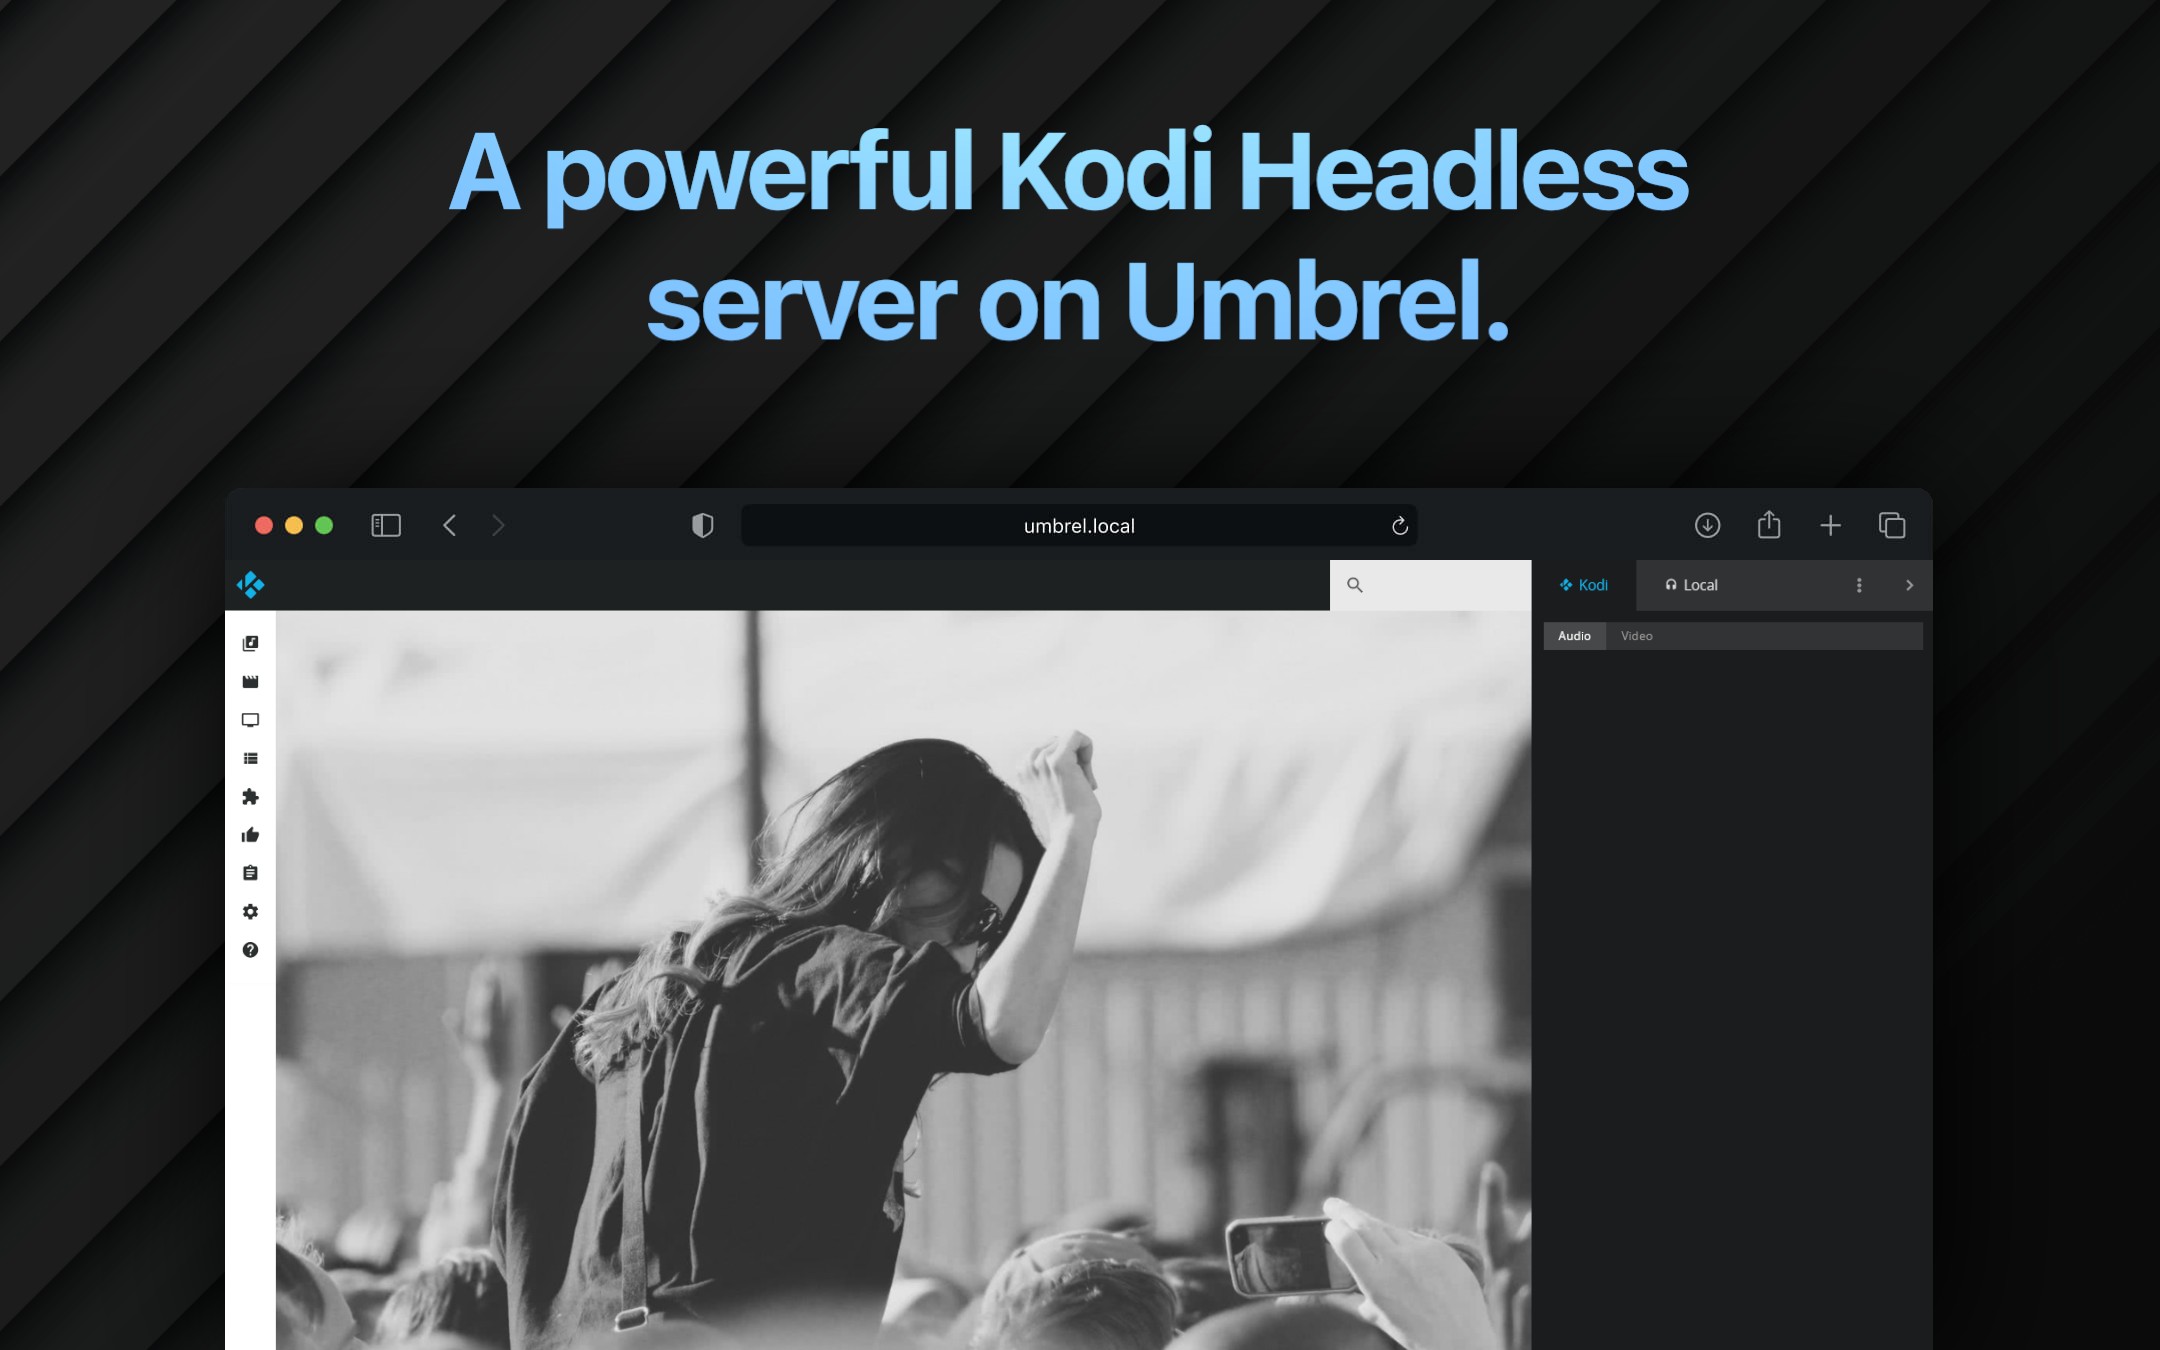 A powerful Kodi Headless
server on Umbrel.
umbrel.local
Kodi
Local
Audio
Video